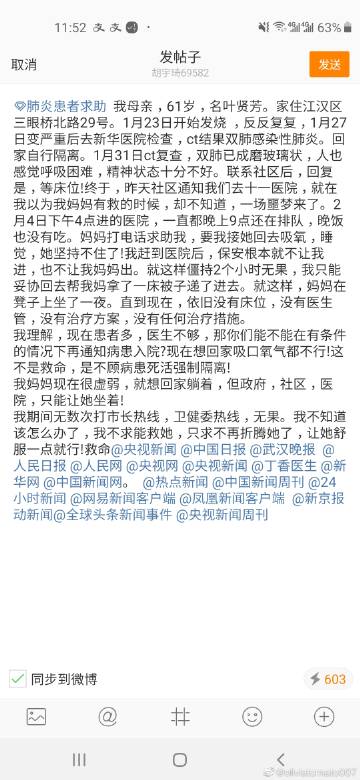 11:52
63%
取消
发帖子
胡宇琦69582
发送
肺炎患者求助 我母亲，61岁，名叶贤芳。家住江汉区
三眼桥北路29号。1月23日开始发烧 ，反反复复，1月27
日变严重后去新华医院检查，ct结果双肺感染性肺炎。回
家自行隔离。1月31日ct复查，双肺已成磨玻璃状，人也
感觉呼吸困难，精神状态十分不好。联系社区后，回复
是，等床位!终于，昨天社区通知我们去十一医院，就在
我以为我妈妈有救的时候，却不知道，一场噩梦来了。2
月4日下午4点进的医院，一直都晚上9点还在排队，晚饭
也没有吃。妈妈打电话求助我，要我接她回去吸氧，睡
觉，她坚持不住了!我赶到医院后，保安根本就不让我
进，也不让我妈妈出。就这样僵持2个小时无果，我只能
妥协回去帮我妈拿了一床被子递了进去。就这样，妈妈在
凳子上坐了一夜。直到现在，依旧没有床位，没有医生
管，没有治疗方案，没有任何治疗措施。
我理解，现在患者多，医生不够，那你们能不能在有条件
的情况下再通知病患入院?现在想回家吸口氧气都不行!这
不是救命，是不顾病患死活强制隔离!
我妈妈现在很虚弱，就想回家躺着，但政府，社区，医
院，只能让她坐着!
我期间无数次打市长热线，卫健委热线，无果。我不知道
该怎么办了，我不求能救她，只求不再折腾她了，让她舒
服一点就行!救命@央视新闻 @中国日报 @武汉晚报 @
人民日报 @人民网 @央视网 @央视新闻 @丁香医生 @新
华网 @中国新闻网。 @热点新闻 @中国新闻周刊 @24
小时新闻 @网易新闻客户端 @凤凰新闻客户端 @新京报
动新闻@全球头条新闻事件 @央视新闻周刊
同步到微博
603